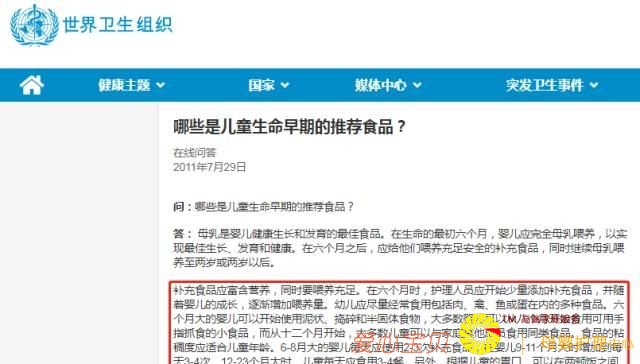 世界卫生组织
健康主题
国家
媒体中心
突发卫生事件
哪些是儿童生命早期的推荐食品？
在线问答
2011年7月29日
问：哪些是儿童生命早期的推荐食品？
答： 母乳是婴儿健康生长和发育的最佳食品。在生命的最初六个月，婴儿应完全母乳喂养，以实
现最佳生长、发育和健康。在六个月之后，应给他们喂养充足安全的补充食品，同时继续母乳喂
养至两岁或两岁以后。
补充食品应富含营养，同时要喂养充足。在六个月时，护理人员应开始少量添加补充食品，并随
着婴儿的成长，逐渐增加喂养量。幼儿应尽量经常食用包括肉、禽、鱼或蛋在内的多种食品。六
个月大的婴儿可以开始使用泥状、捣碎和半固体食物，大多数 可用手
指抓食的小食品，而从十二个月开始，大多数儿童可以与家庭 食用同类食品。食品的粘
稠度应适合儿童年龄。6-8月大的婴儿每天应使用2-3次补充食品 婴儿9-11个月大时增加到每
天3-4次，12-23个月大时，儿童每天应食用3-4餐。另外，根据儿童的胃口，可以在两顿饭之间